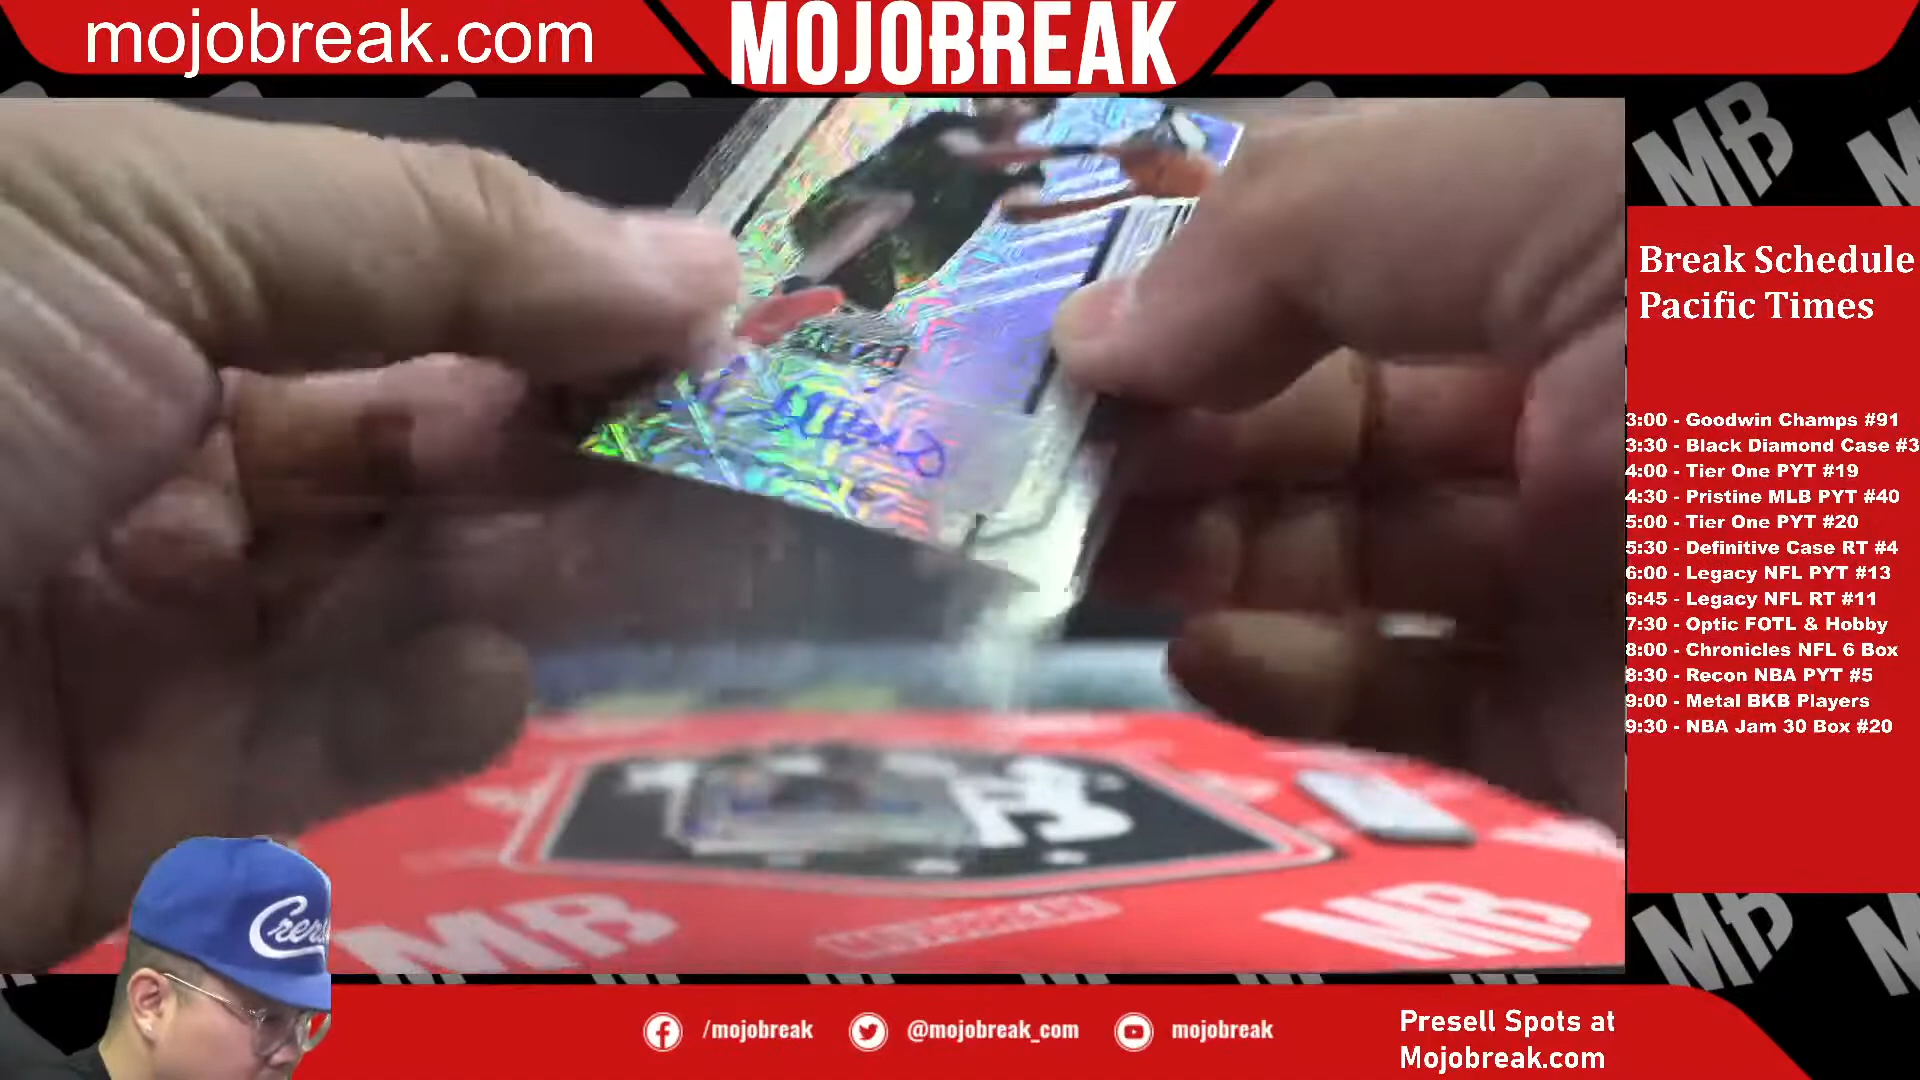 mojobreak.com
MOJOBREAK
MB
Break Schedule
Pacific Times
3:00 - Goodwin Champs #91
3:30 - Black Diamond Case #3
4:00 - Tier One PYT #19
4:30 - Pristine MLB PYT #40
5:00 - Tier One PYT #20
5:30 - Definitive Case RT #4
6:00 - Legacy NFL PYT #13
6:45 - Legacy NFL RT #11
7:30 - Optic FOTL & Hobby
8:00 - Chronicles NFL 6 Box
8:30 - Recon NBA PYT #5
9:00 - Metal BKB Players
9:30 - NBA Jam 30 Box #20
MB
MB
MB
/mojobreak
@mojobreak_com
mojobreak
Presell Spots at
Mojobreak.com